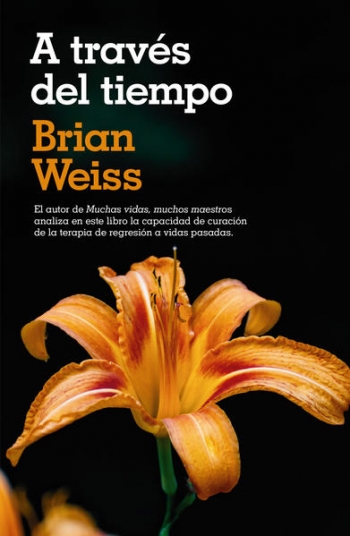 A través
del tiempo
Brian
Weiss
El autor de Muchas vidas, muchos maestros
analiza en este libro la capacidad de curación
de la terapia de regresión a vidas pasadas.